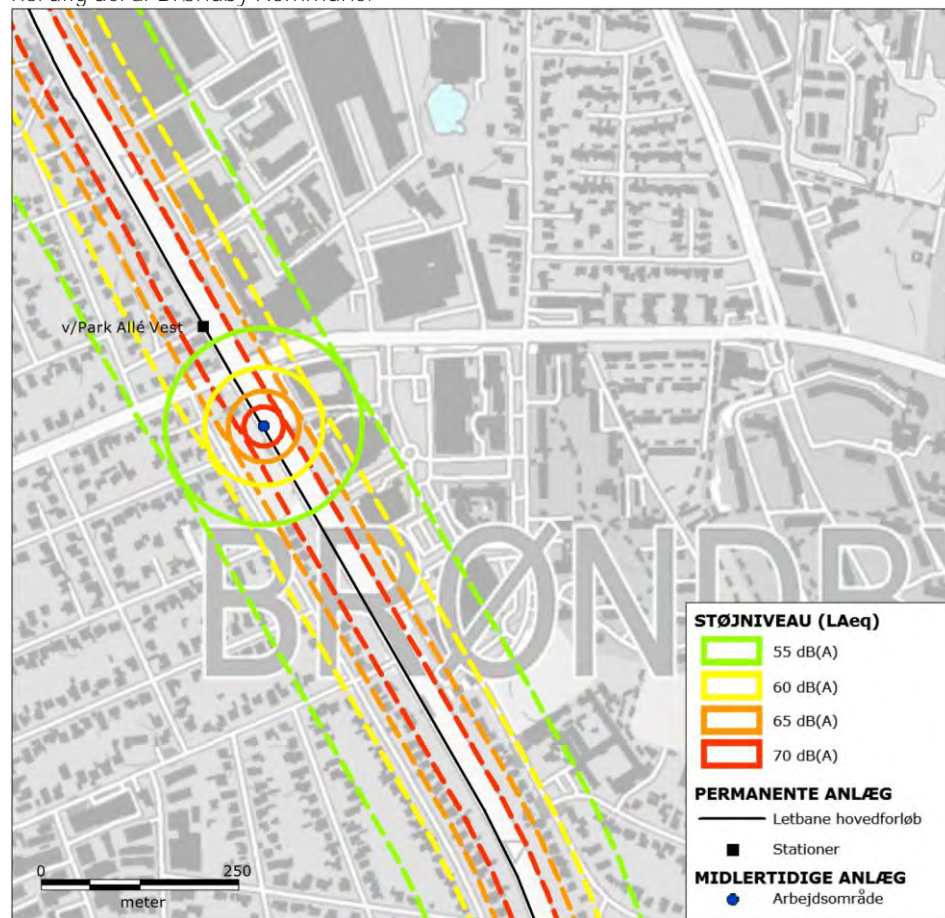 v/Park Allé Vest
BRØNDB
STØJNIVEAU (LAeq)
55 dB(A)
60 dB(A)
65 dB(A)
70 dB(A)
PERMANENTE ANLÆG
Letbane hovedforløb
Stationer
MIDLERTIDIGE ANLÆG
Arbejdsområde
0 250
meter